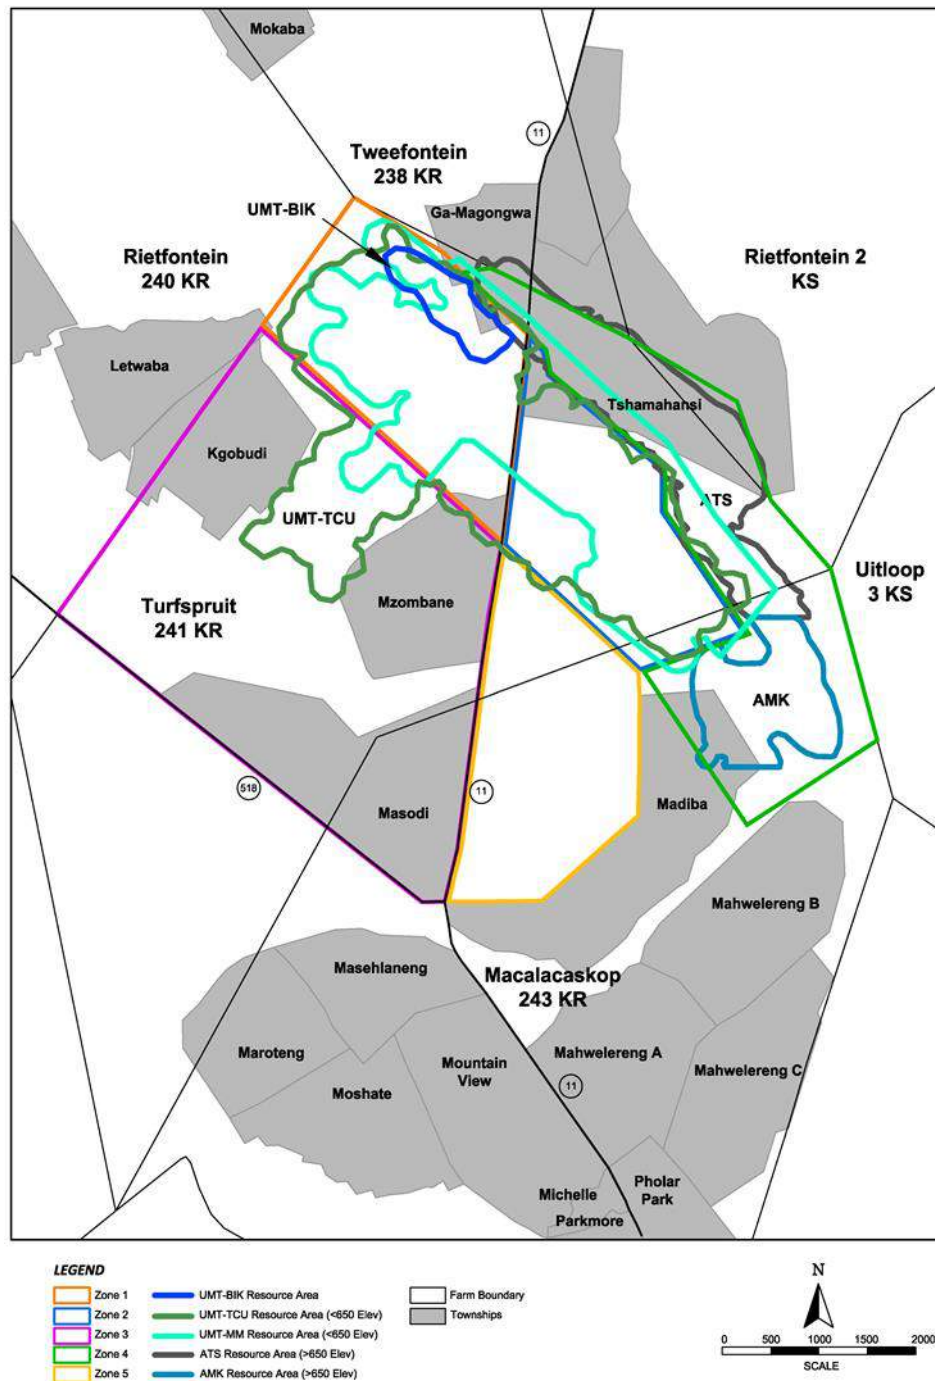 Mokaba
11
Tweefontein
238 KR
UMT-BIK
Ga-Magongwa
Rietfontein
240 KR
Rietfontein 2
KS
Letwaba
Tshamahansi
Kgobudi
ATS
UMT-TCU
Uitloop
3 KS
Mzombane
Turfspruit
241 KR
AMK
518
11
Masodi
Madiba
Mahwelereng B
Masehlaneng
Macalacaskop
243 KR
Maroteng
Mountain
View
Mahwelereng A
Mahwelereng C
Moshate
11
Pholar
Park
Michelle
Parkmore
LEGEND
Zone 1
UMT-BIK Resource Area
Farm Boundary
Zone 2
UMT-TCU Resource Area (<650 Elev)
Townships
Zone 3
UMT-MM Resource Area (<650 Elev)
Zone 4
ATS Resource Area (>650 Elev)
Zone 5
AMK Resource Area (>650 Elev)
N
0 500 1000 1500 2000
SCALE